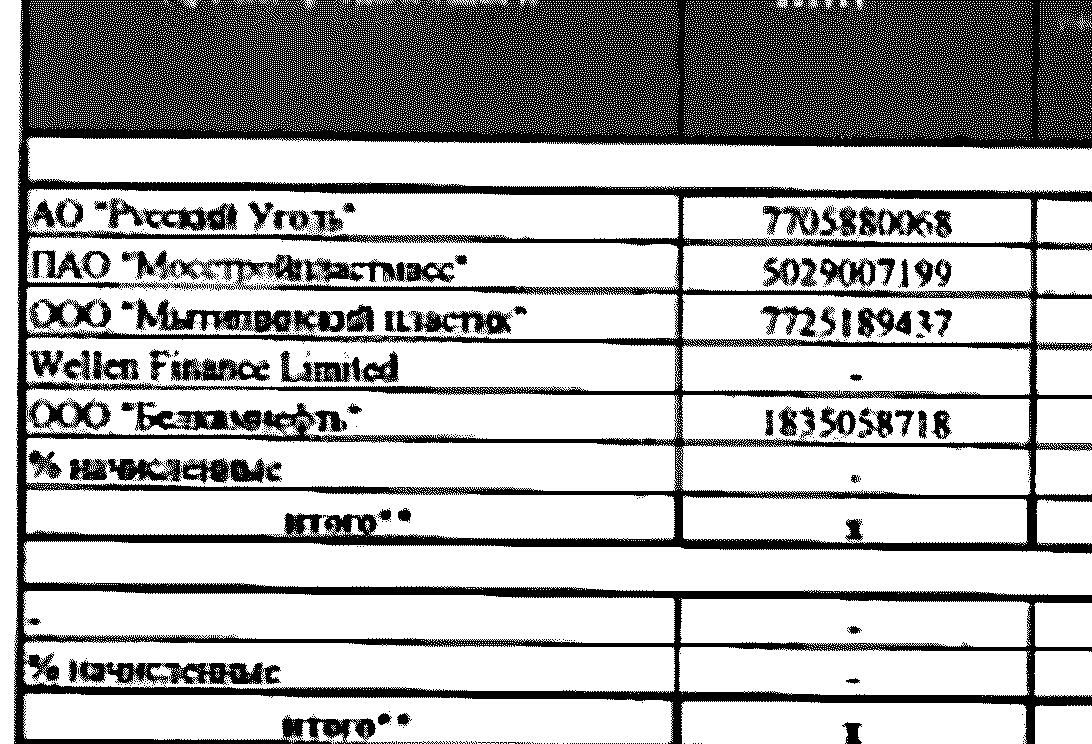 АО "Русский Уголь" 7705880068
ПАО "Мосстройпластмасс" 5029007199
ООО "Мытищинский пластик" 7725189437
Wellen Finance Limited -
ООО "Белкамнефть" 1835058718
% начисленные -
итого** x
- -
% начисленные -
итого** x